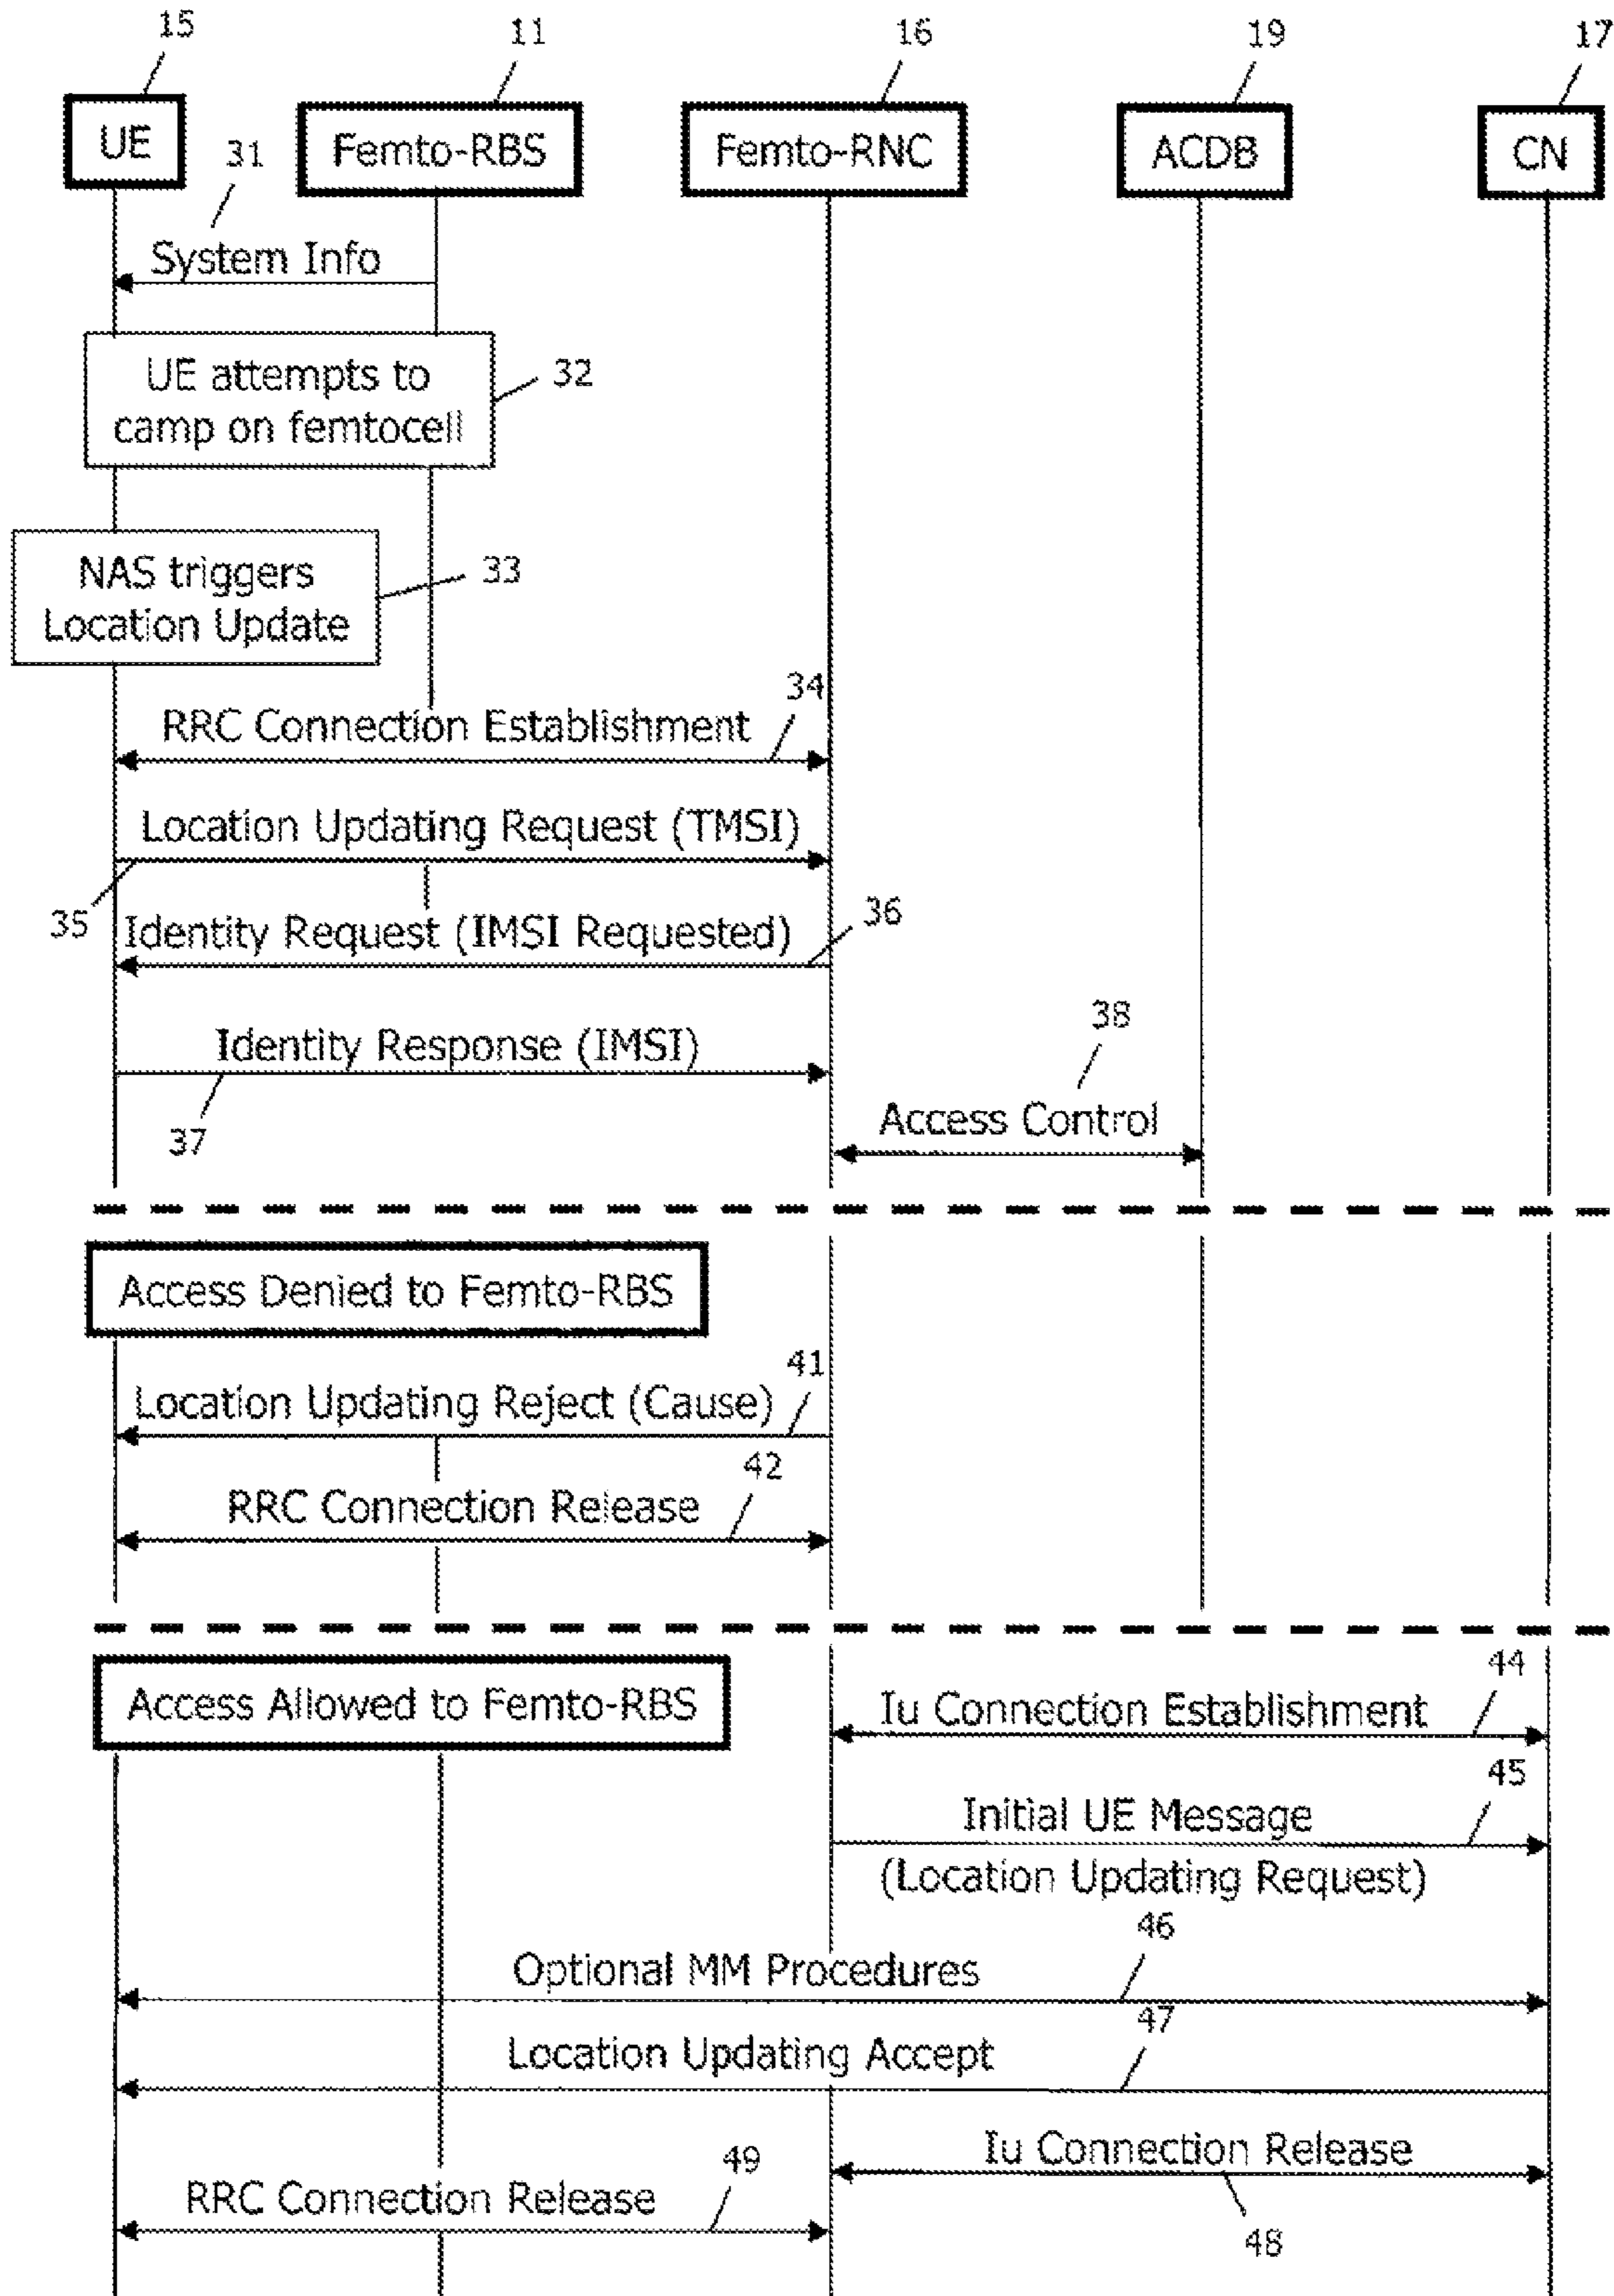 15
11
16
19
17
UE
Femto-RBS
Femto-RNC
ACDB
CN
31
System Info
UE attempts to
camp on femtocell
32
NAS triggers
Location Update
33
34
RRC Connection Establishment
Location Updating Request (TMSI)
35
36
Identity Request (IMSI Requested)
Identity Response (IMSI)
37
38
Access Control
Access Denied to Femto-RBS
41
Location Updating Reject (Cause)
42
RRC Connection Release
Access Allowed to Femto-RBS
44
Iu Connection Establishment
45
Initial UE Message
(Location Updating Request)
46
Optional MM Procedures
47
Location Updating Accept
Iu Connection Release
48
49
RRC Connection Release